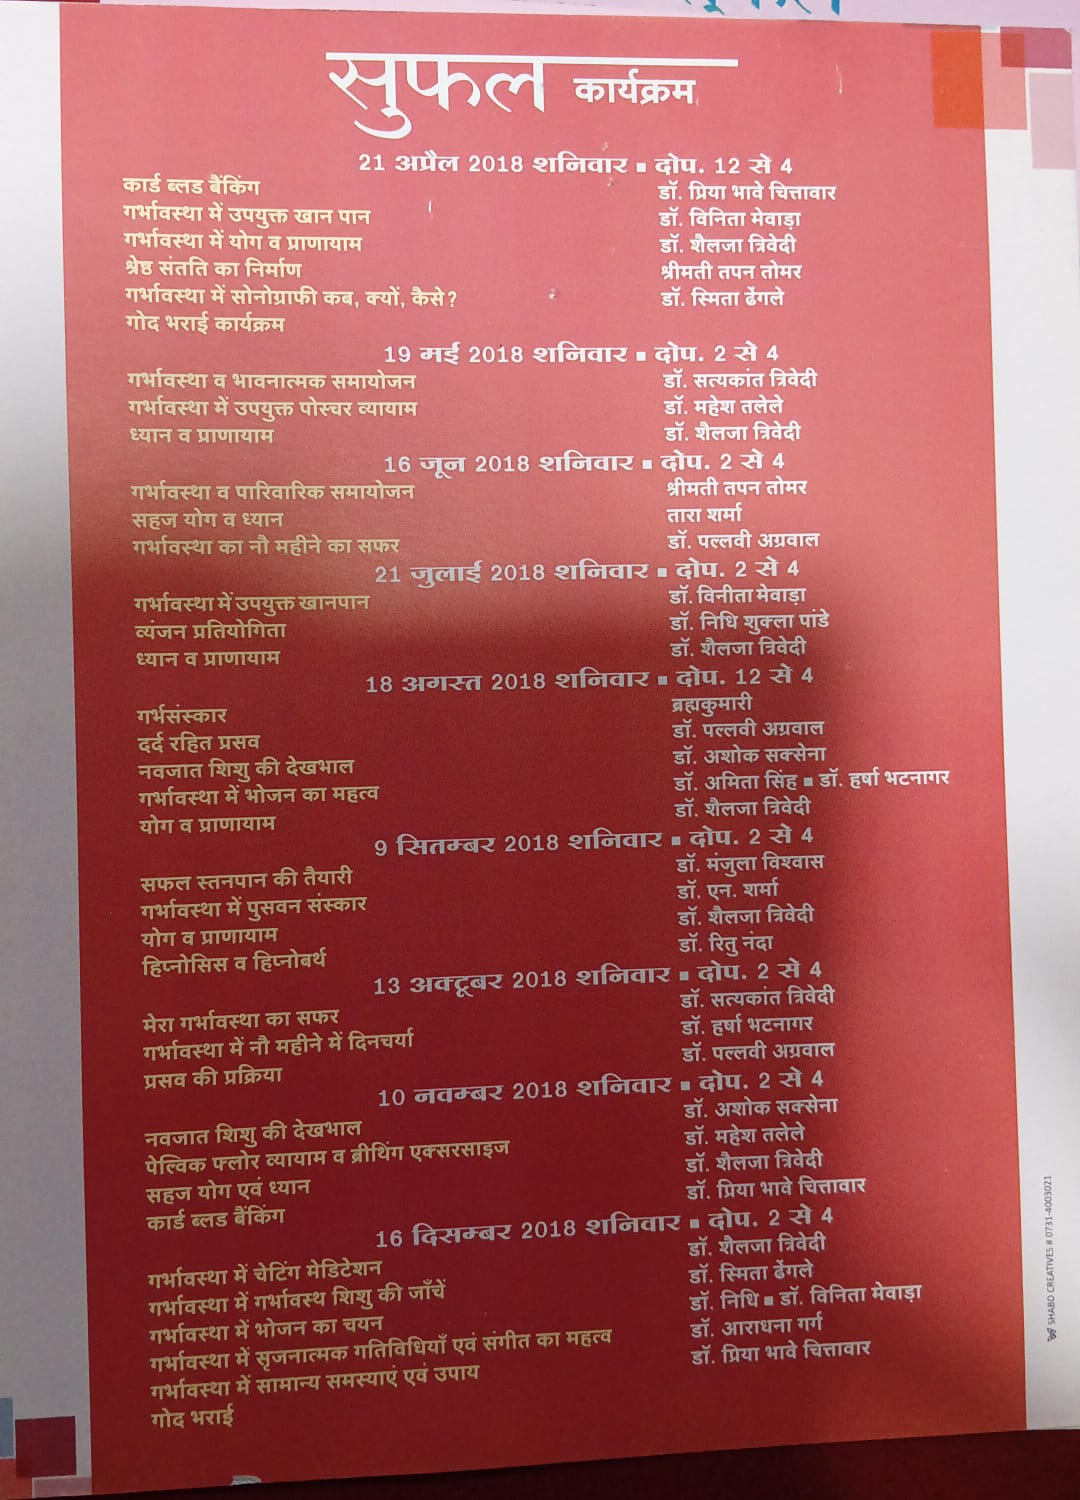 सुफल कार्यक्रम
21 अप्रैल 2018 शनिवार ▪ दोप. 12 से 4
कार्ड ब्लड बैंकिंग डॉ. प्रिया भावे चित्तावार
गर्भावस्था में उपयुक्त खान पान डॉ. विनिता मेवाड़ा
गर्भावस्था में योग व प्राणायाम डॉ. शैलजा त्रिवेदी
श्रेष्ठ संतति का निर्माण श्रीमती तपन तोमर
गर्भावस्था में सोनोग्राफी कब, क्यों, कैसे? डॉ. स्मिता ढेंगले
गोद भराई कार्यक्रम
19 मई 2018 शनिवार ▪ दोप. 2 से 4
गर्भावस्था व भावनात्मक समायोजन डॉ. सत्यकांत त्रिवेदी
गर्भावस्था में उपयुक्त पोस्चर व्यायाम डॉ. महेश तलेले
ध्यान व प्राणायाम डॉ. शैलजा त्रिवेदी
16 जून 2018 शनिवार ▪ दोप. 2 से 4
गर्भावस्था व पारिवारिक समायोजन श्रीमती तपन तोमर
सहज योग व ध्यान तारा शर्मा
गर्भावस्था का नौ महीने का सफर डॉ. पल्लवी अग्रवाल
21 जुलाई 2018 शनिवार ▪ दोप. 2 से 4
गर्भावस्था में उपयुक्त खानपान डॉ. विनीता मेवाड़ा
व्यंजन प्रतियोगिता डॉ. निधि शुक्ला पांडे
ध्यान व प्राणायाम डॉ. शैलजा त्रिवेदी
18 अगस्त 2018 शनिवार ▪ दोप. 12 से 4
गर्भसंस्कार ब्रह्मकुमारी
दर्द रहित प्रसव डॉ. पल्लवी अग्रवाल
नवजात शिशु की देखभाल डॉ. अशोक सक्सेना
गर्भावस्था में भोजन का महत्व डॉ. अमिता सिंह ▪ डॉ. हर्षा भटनागर
योग व प्राणायाम डॉ. शैलजा त्रिवेदी
9 सितम्बर 2018 शनिवार ▪ दोप. 2 से 4
सफल स्तनपान की तैयारी डॉ. मंजुला विश्वास
गर्भावस्था में पुसवन संस्कार डॉ. एन. शर्मा
योग व प्राणायाम डॉ. शैलजा त्रिवेदी
हिप्नोसिस व हिप्नोबर्थ डॉ. रितु नंदा
13 अक्टूबर 2018 शनिवार ▪ दोप. 2 से 4
मेरा गर्भावस्था का सफर डॉ. सत्यकांत त्रिवेदी
गर्भावस्था में नौ महीने में दिनचर्या डॉ. हर्षा भटनागर
प्रसव की प्रक्रिया डॉ. पल्लवी अग्रवाल
10 नवम्बर 2018 शनिवार ▪ दोप. 2 से 4
नवजात शिशु की देखभाल डॉ. अशोक सक्सेना
पेल्विक फ्लोर व्यायाम व ब्रीथिंग एक्सरसाइज डॉ. महेश तलेले
सहज योग एवं ध्यान डॉ. शैलजा त्रिवेदी
कार्ड ब्लड बैंकिंग डॉ. प्रिया भावे चित्तावार
16 दिसम्बर 2018 शनिवार ▪ दोप. 2 से 4
गर्भावस्था में चेटिंग मेडिटेशन डॉ. शैलजा त्रिवेदी
गर्भावस्था में गर्भावस्थ शिशु की जाँचें डॉ. स्मिता ढेंगले
गर्भावस्था में भोजन का चयन डॉ. निधि ▪ डॉ. विनिता मेवाड़ा
गर्भावस्था में सृजनात्मक गतिविधियाँ एवं संगीत का महत्व डॉ. आराधना गर्ग
गर्भावस्था में सामान्य समस्याएं एवं उपाय डॉ. प्रिया भावे चित्तावार
गोद भराई
SHABD CREATIVES # 0731-4003021